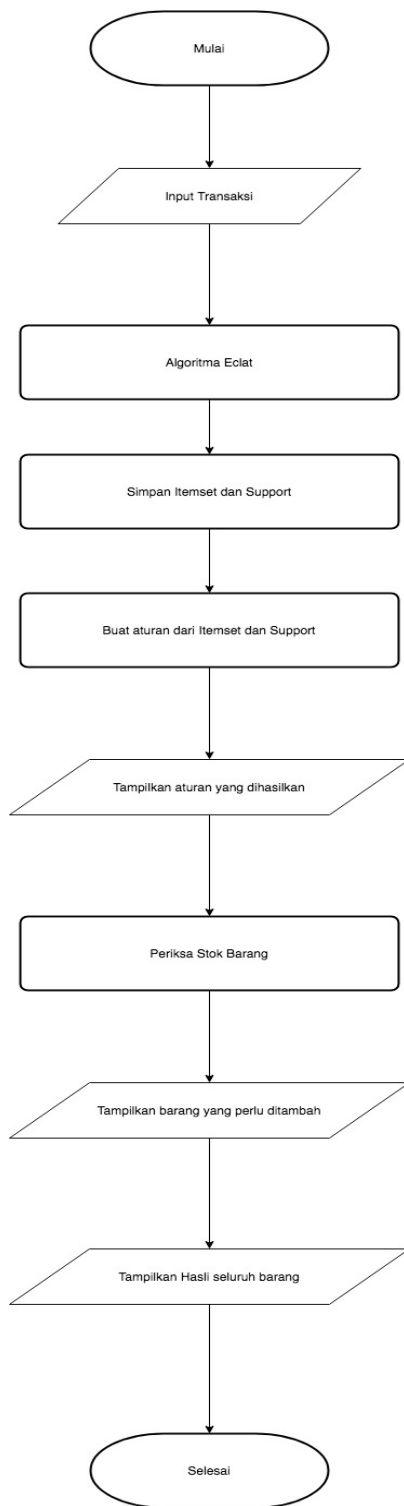 Mulai
Input Transaksi
Algoritma Eclat
Simpan Itemset dan Support
Buat aturan dari Itemset dan Support
Tampilkan aturan yang dihasilkan
Periksa Stok Barang
Tampilkan barang yang perlu ditambah
Tampilkan Hasli seluruh barang
Selesai